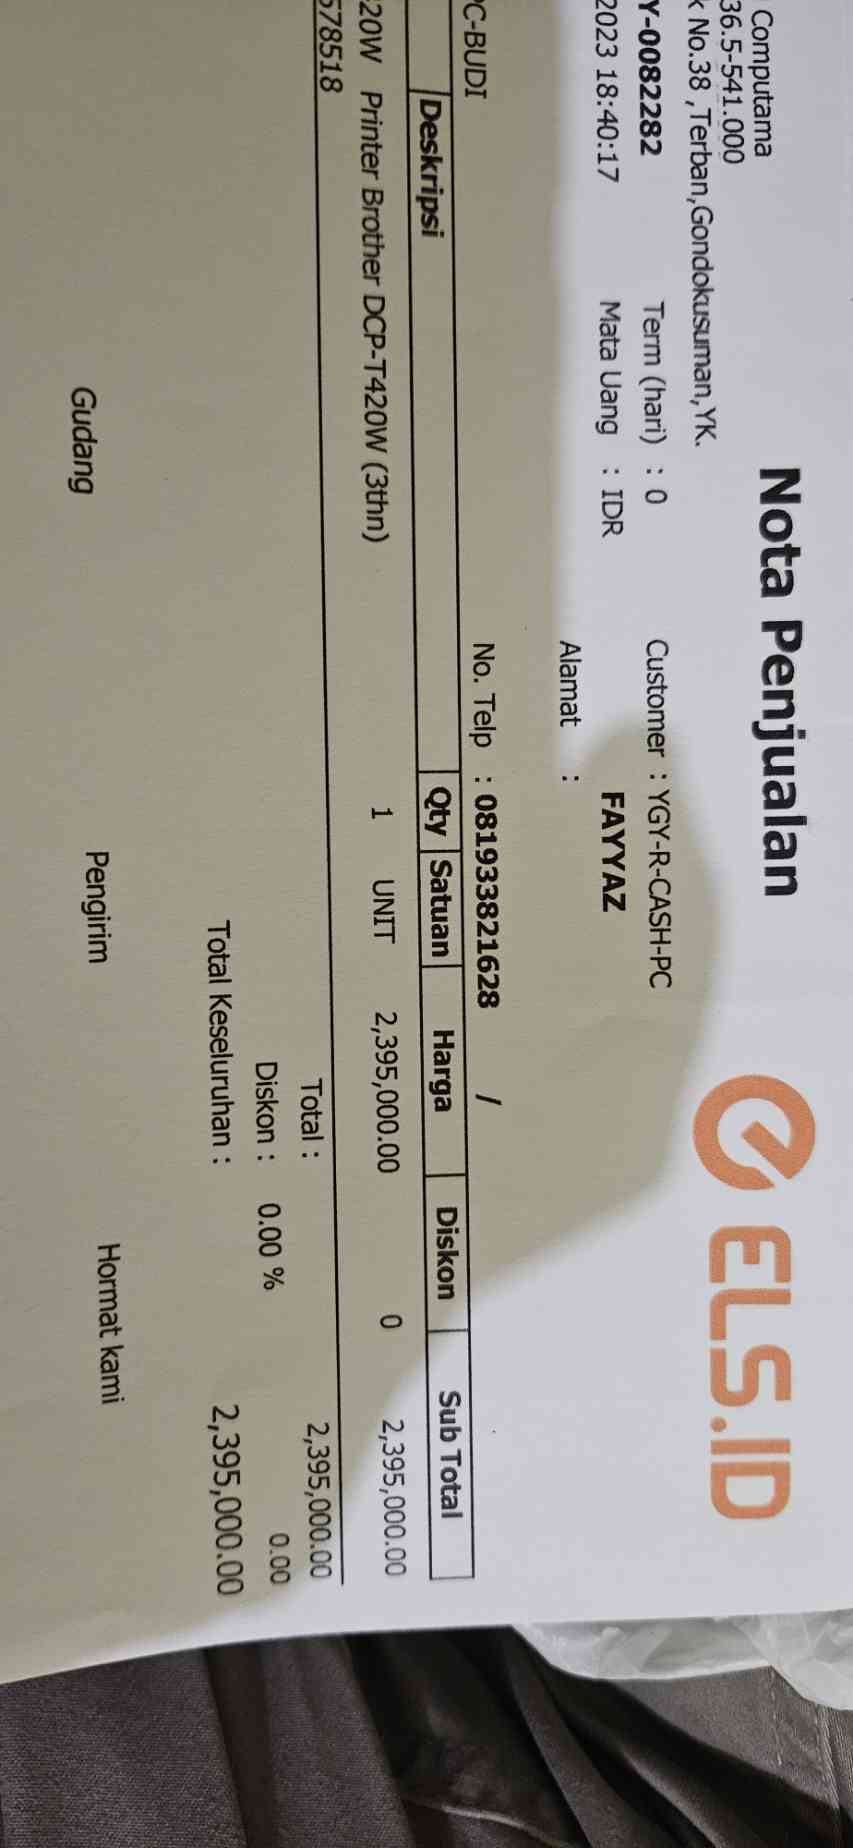 Nota Penjualan
ELS.ID
Computama
36.5-541.000
k No.38 ,Terban,Gondokusuman,YK.
Y-0082282 Term (hari) : 0 Customer : YGY-R-CASH-PC
2023 18:40:17 Mata Uang : IDR FAYYAZ
Alamat :
C-BUDI No. Telp : 081933821628 /
Deskripsi Qty Satuan Harga Diskon Sub Total
20W Printer Brother DCP-T420W (3thn) 1 UNIT 2,395,000.00 0 2,395,000.00
578518
Total : 2,395,000.00
Diskon : 0.00 % 0.00
Total Keseluruhan : 2,395,000.00
Gudang Pengirim Hormat kami